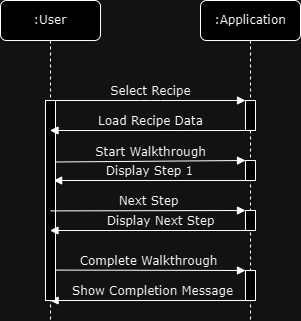 :User
:Application
Select Recipe
Load Recipe Data
Start Walkthrough
Display Step 1
Next Step
Display Next Step
Complete Walkthrough
Show Completion Message